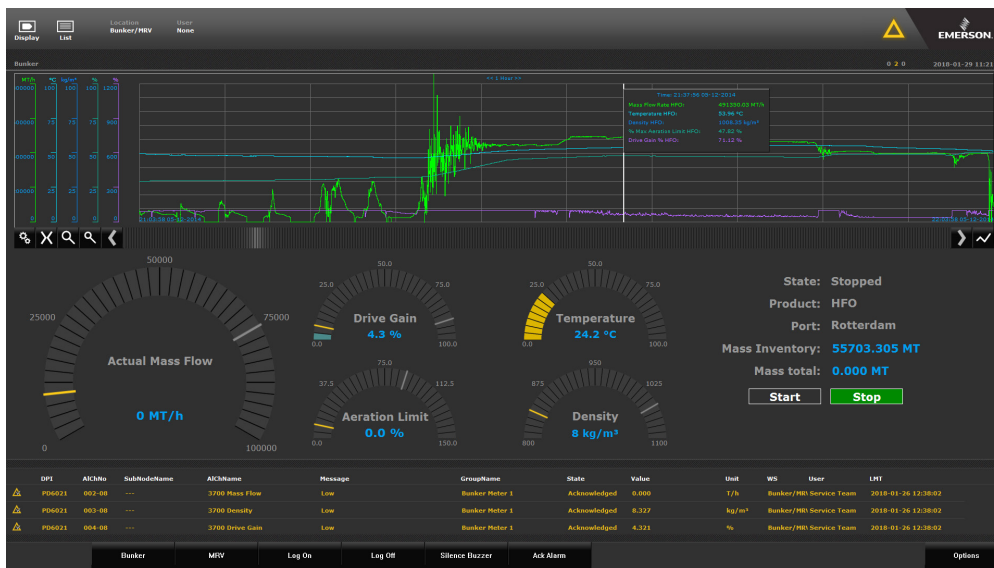 Location User
Display List Bunker/MRV None
EMERSON.
Bunker 0 2 0 2018-01-29 11:21
MT/h °C kg/m³ % %
100 100 100 1200
75 75 75 900
50 50 50 600
25 25 25 300
0 0 0 0 0
<< 1 Hour >>
Time: 21:37:56 05-12-2014
Mass Flow Rate HFO: 491350.03 MT/h
Temperature HFO: 50.96 °C
Density HFO: 1008.35 kg/m³
% Max Aeration Limit HFO: 47.82 %
Drive Gain % HFO: 71.12 %
50000
25000 75000
Actual Mass Flow
0 MT/h
0 100000
50.0
25.0 75.0
Drive Gain
4.3 %
0.0 100.0
50.0
25.0 75.0
Temperature
24.2 °C
0.0 100.0
75.0
37.5 112.5
Aeration Limit
0.0 %
0.0 150.0
950
875 1025
Density
8 kg/m³
800 1100
State: Stopped
Product: HFO
Port: Rotterdam
Mass Inventory: 55703.305 MT
Mass total: 0.000 MT
Start Stop
DPI AlChNo SubNodeName AlChName Message GroupName State Value Unit WS User LMT
PD6021 002-08 --- 3700 Mass Flow Low Bunker Meter 1 Acknowledged 0.000 T/h Bunker/MR\ Service Team 2018-01-26 12:38:02
PD6021 003-08 --- 3700 Density Low Bunker Meter 1 Acknowledged 8.327 kg/m³ Bunker/MR\ Service Team 2018-01-26 12:38:02
PD6021 004-08 --- 3700 Drive Gain Low Bunker Meter 1 Acknowledged 4.321 % Bunker/MR\ Service Team 2018-01-26 12:38:02
Bunker MRV Log On Log Off Silence Buzzer Ack Alarm Options